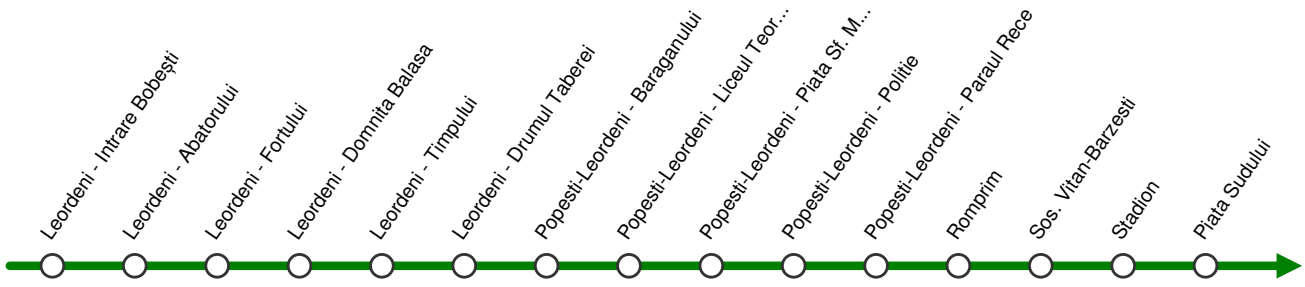 Leordeni - Intrare Bobești
Leordeni - Abatorului
Leordeni - Fortului
Leordeni - Domnita Balasa
Leordeni - Timpului
Leordeni - Drumul Taberei
Popesti-Leordeni - Baraganului
Popesti-Leordeni - Liceul Teor...
Popesti-Leordeni - Piata Sf. M...
Popesti-Leordeni - Politie
Popesti-Leordeni - Paraul Rece
Romprim
Sos. Vitan-Barzesti
Stadion
Piata Sudului